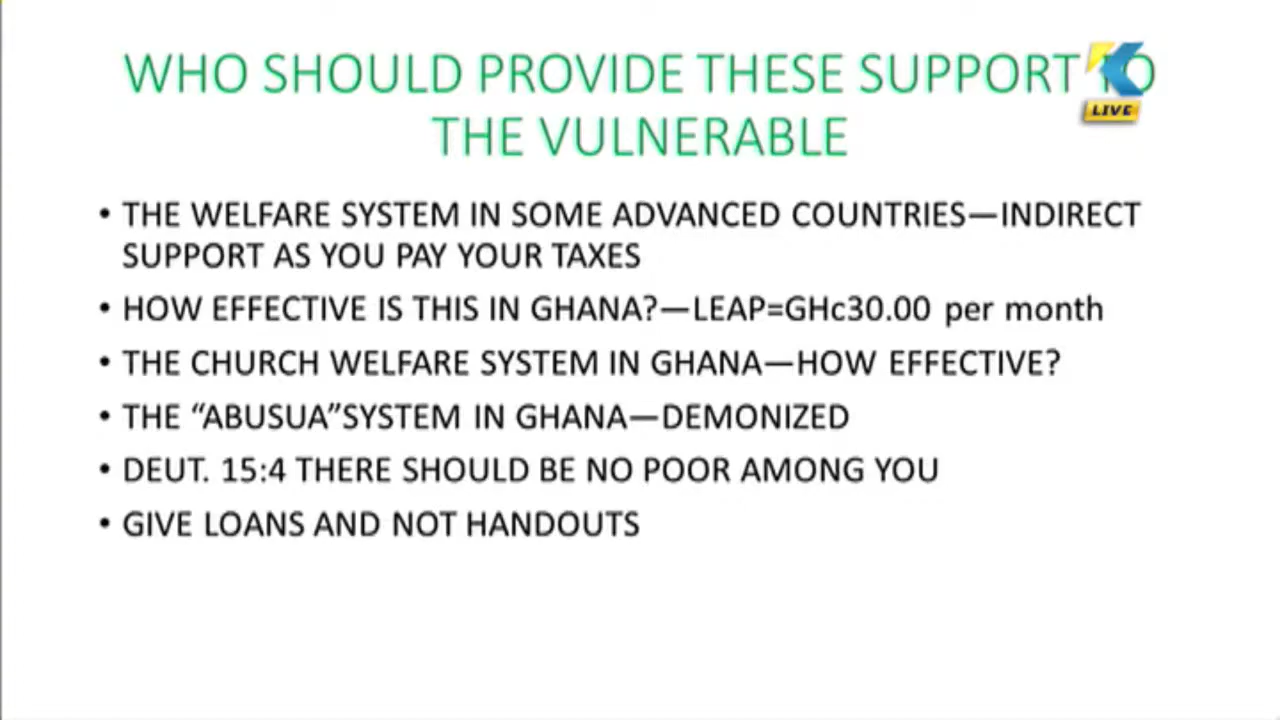 WHO SHOULD PROVIDE THESE SUPPORT TO
THE VULNERABLE
LIVE
• THE WELFARE SYSTEM IN SOME ADVANCED COUNTRIES—INDIRECT
SUPPORT AS YOU PAY YOUR TAXES
• HOW EFFECTIVE IS THIS IN GHANA?—LEAP=GHc30.00 per month
• THE CHURCH WELFARE SYSTEM IN GHANA—HOW EFFECTIVE?
• THE “ABUSUA”SYSTEM IN GHANA—DEMONIZED
• DEUT. 15:4 THERE SHOULD BE NO POOR AMONG YOU
• GIVE LOANS AND NOT HANDOUTS